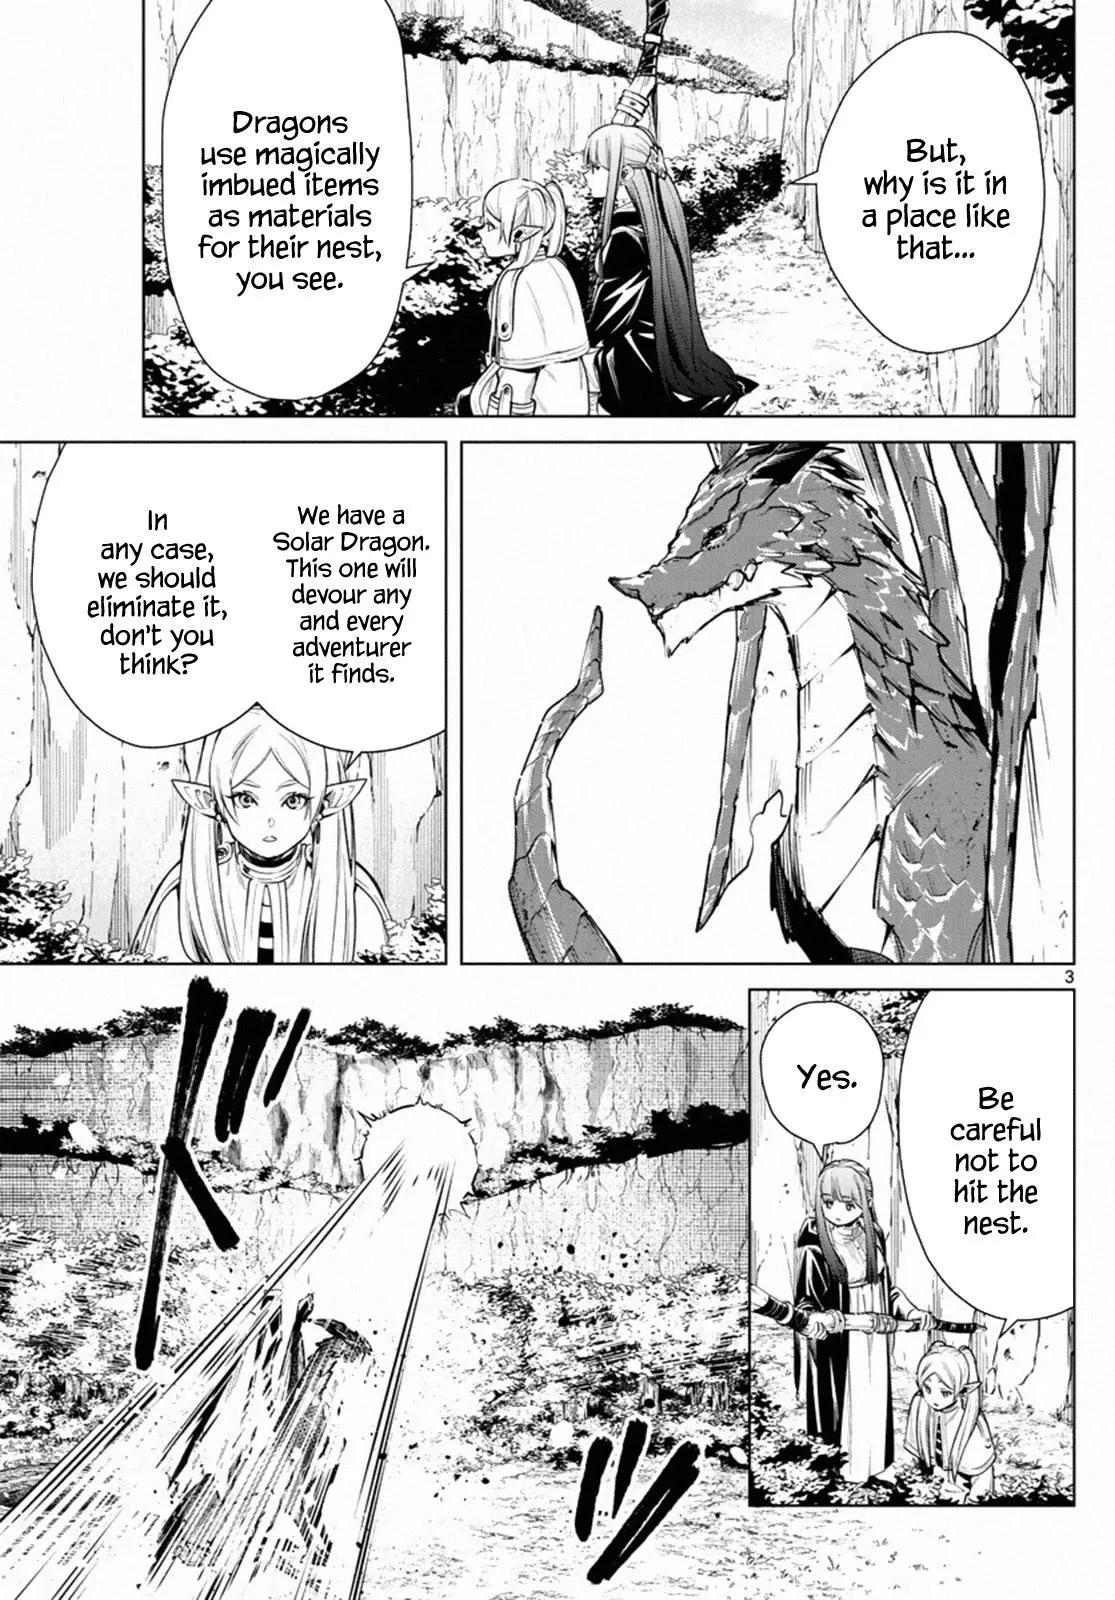 But,
why is it in
a place like
that...
Dragons
use magically
imbued items
as materials
for their nest,
you see.
We have a
Solar Dragon.
This one will
devour any
and every
adventurer
it finds.
In
any case,
we should
eliminate it,
don't you
think?
3
Be
careful
not to
hit the
nest.
Yes.